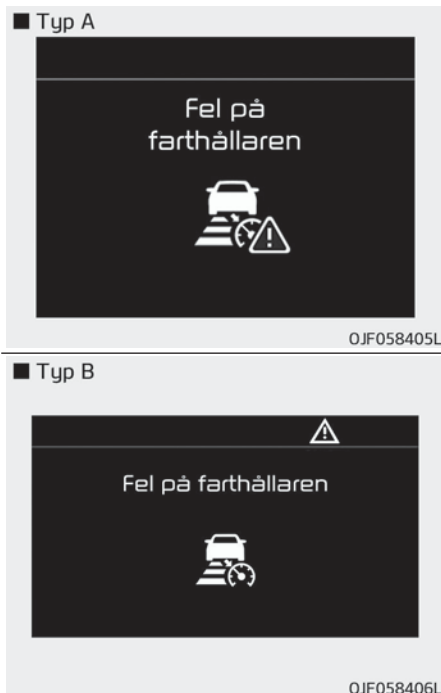 ■ Typ A
Fel på
farthållaren
OJF058405L
■ Typ B
Fel på farthållaren
OJF058406L